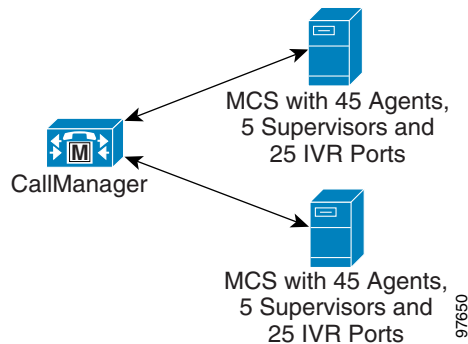 MCS with 45 Agents,
5 Supervisors and
25 IVR Ports
M
CallManager
MCS with 45 Agents,
5 Supervisors and
25 IVR Ports
97650